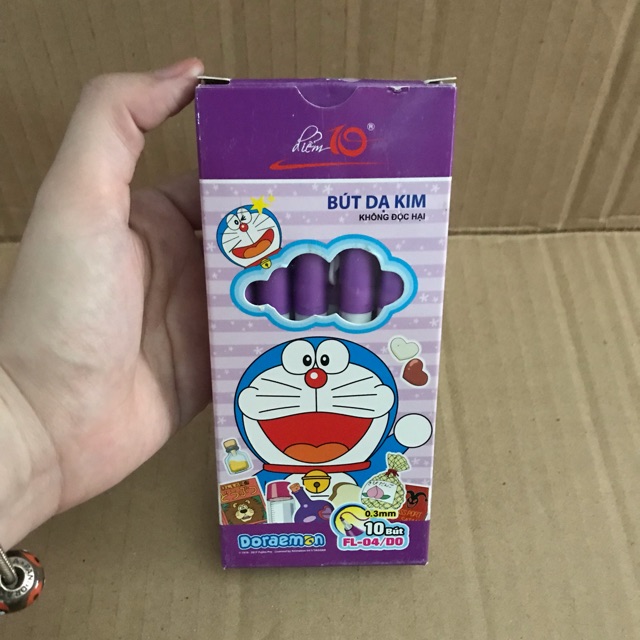 điểm 10 ®
BÚT DẠ KIM
KHÔNG ĐỘC HẠI
0.3mm
10 Bút
Doraemon
FL-04/DO